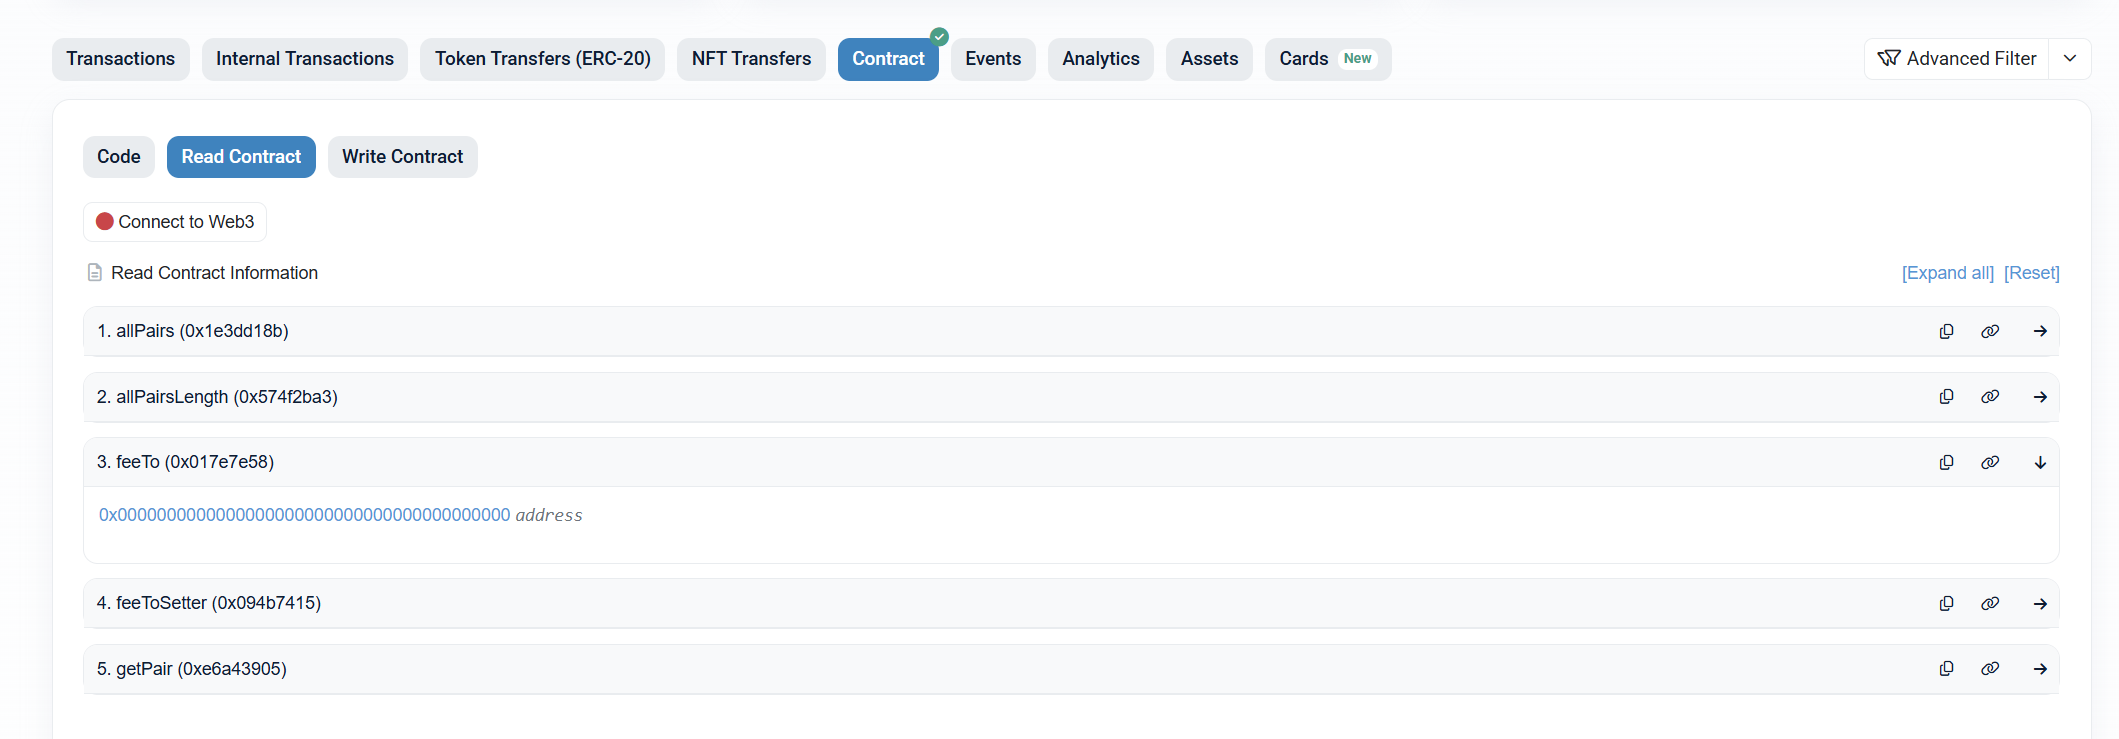 Transactions Internal Transactions Token Transfers (ERC-20) NFT Transfers Contract Events Analytics Assets Cards New Advanced Filter
Code Read Contract Write Contract
Connect to Web3
Read Contract Information [Expand all] [Reset]
1. allPairs (0x1e3dd18b)
2. allPairsLength (0x574f2ba3)
3. feeTo (0x017e7e58)
0x0000000000000000000000000000000000000000 address
4. feeToSetter (0x094b7415)
5. getPair (0xe6a43905)